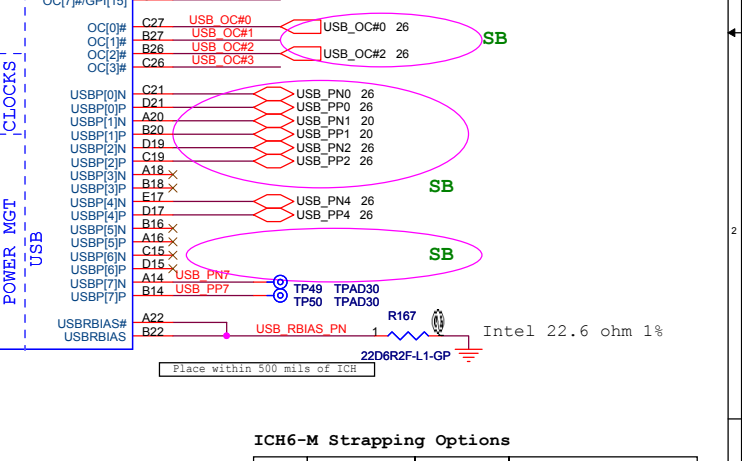 OC[7]#/GPI[15]
OC[0]# C27 USB_OC#0 USB_OC#0 26
OC[1]# B27 USB_OC#1
SB
OC[2]# B26 USB_OC#2 USB_OC#2 26
OC[3]# C26 USB_OC#3
CLOCKS
USBP[0]N C21 USB_PN0 26
USBP[0]P D21 USB_PP0 26
USBP[1]N A20 USB_PN1 20
USBP[1]P B20 USB_PP1 20
USBP[2]N D19 USB_PN2 26
USBP[2]P C19 USB_PP2 26
USBP[3]N A18
USBP[3]P B18
SB
USBP[4]N E17 USB_PN4 26
USBP[4]P D17 USB_PP4 26
USBP[5]N B16
USBP[5]P A16
USBP[6]N C15
SB
USBP[6]P D15
USBP[7]N A14 USB_PN7 TP49 TPAD30
USBP[7]P B14 USB_PP7 TP50 TPAD30
POWER MGT
USB
2
USBRBIAS# A22
R167
USBRBIAS B22 USB_RBIAS_PN 1
Intel 22.6 ohm 1%
22D6R2F-L1-GP
Place within 500 mils of ICH
ICH6-M Strapping Options